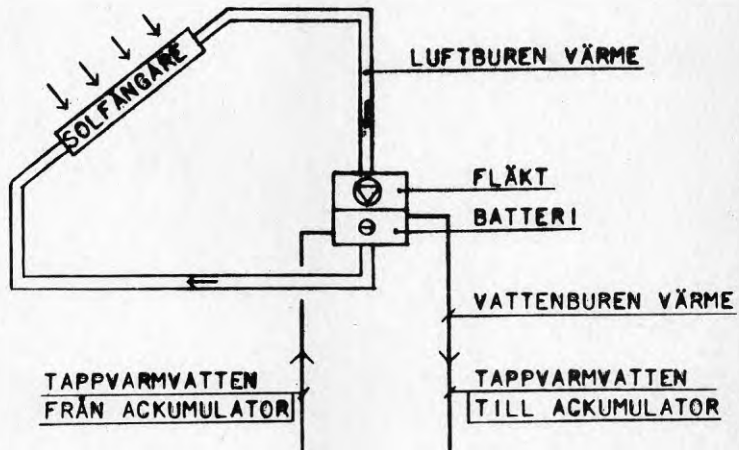 SOLFÅNGARE
LUFTBUREN VÄRME
FLÄKT
BATTERI
VATTENBUREN VÄRME
TAPPVARMVATTEN
FRÅN ACKUMULATOR
TAPPVARMVATTEN
TILL ACKUMULATOR